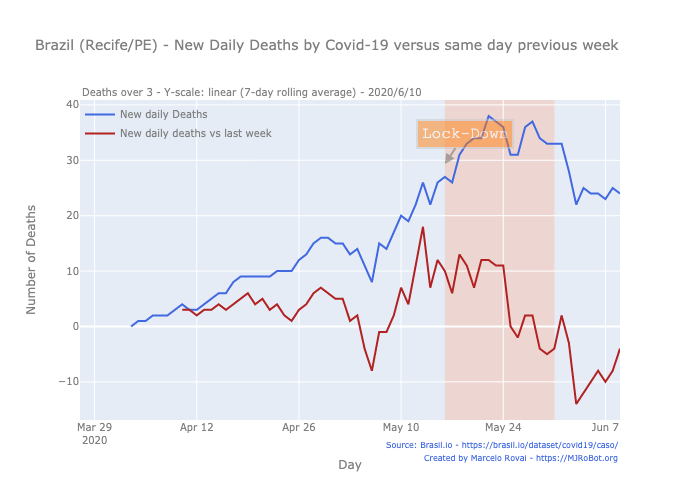 Brazil (Recife/PE) - New Daily Deaths by Covid-19 versus same day previous week
Deaths over 3 - Y-scale: linear (7-day rolling average) - 2020/6/10
New daily Deaths
New daily deaths vs last week
Lock-Down
Number of Deaths
40
30
20
10
0
−10
Mar 29
2020
Apr 12
Apr 26
May 10
May 24
Jun 7
Day
Source: Brasil.io - https://brasil.io/dataset/covid19/caso/
Created by Marcelo Rovai - https://MJRoBot.org